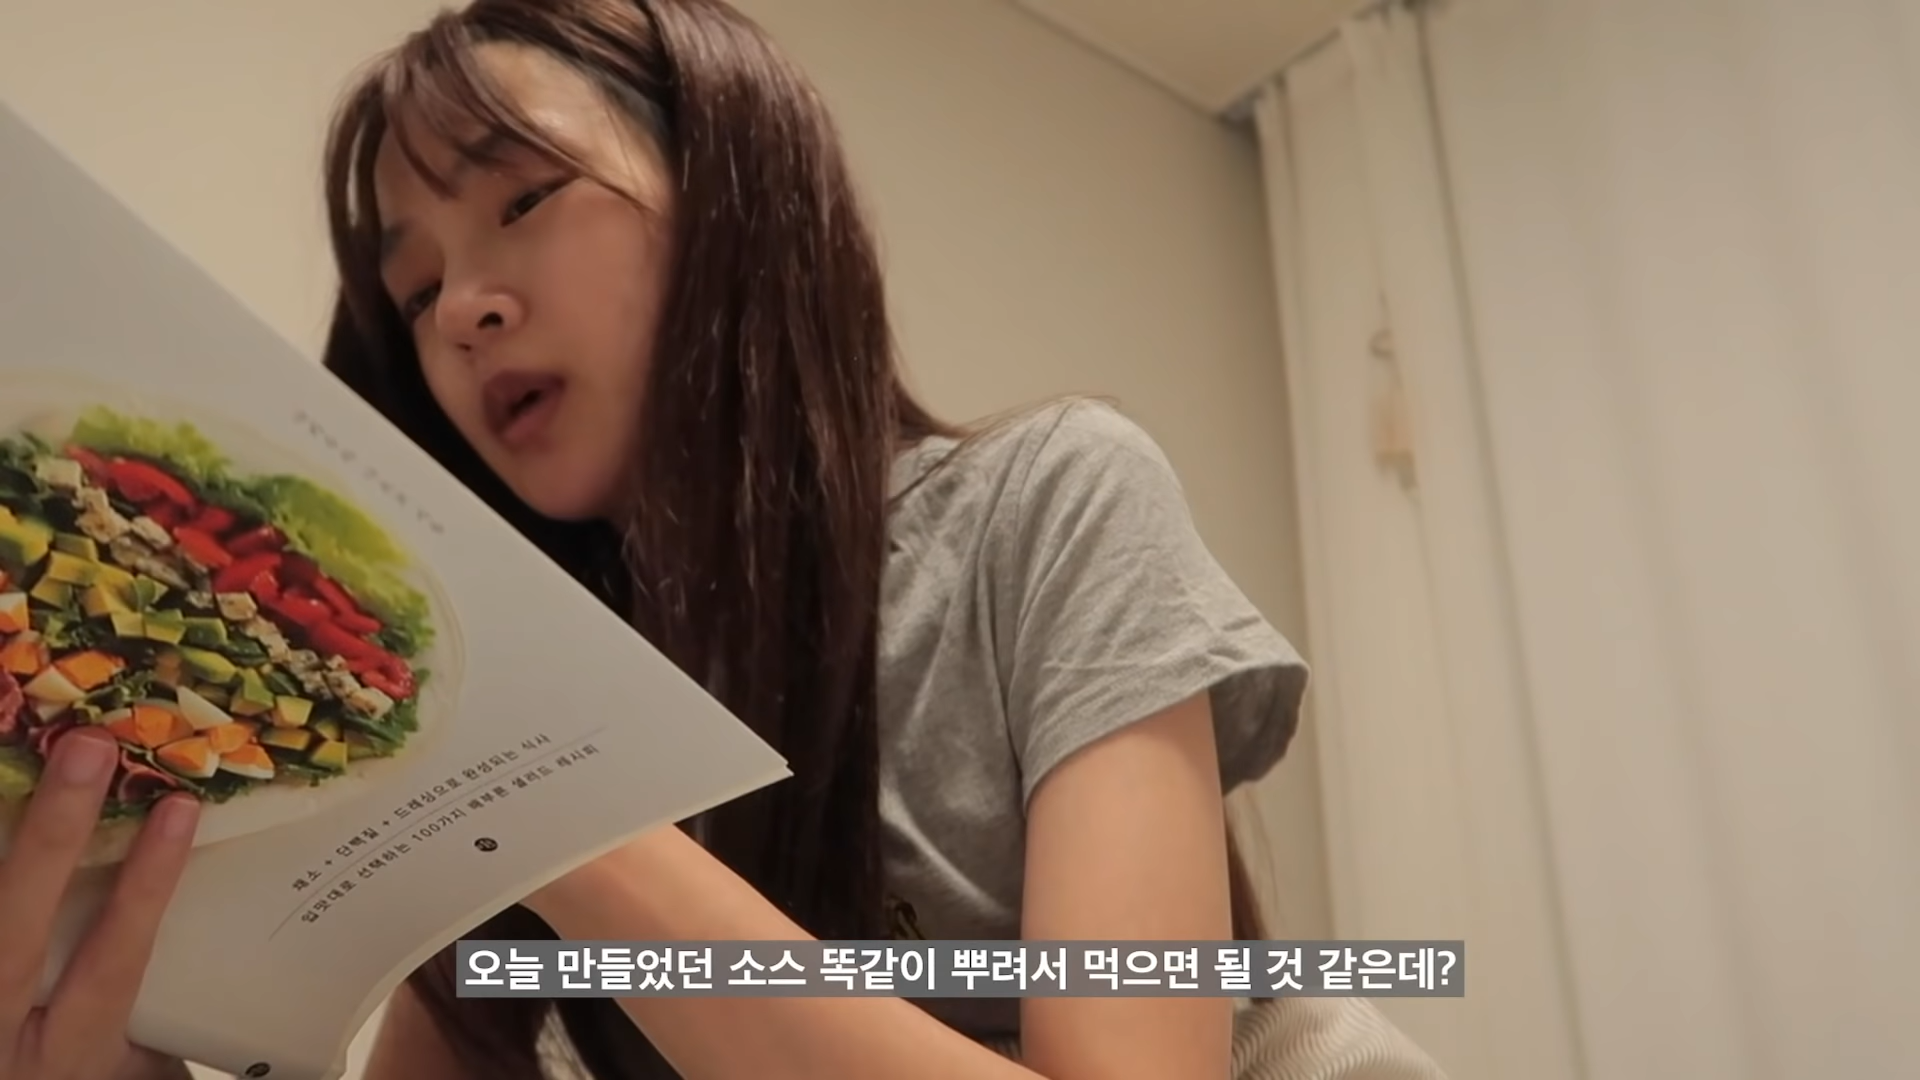 채소 + 단백질 + 드레싱으로 완성되는 식사
입맛대로 선택하는 100가지 배부른 샐러드 레시피
오늘 만들었던 소스 똑같이 뿌려서 먹으면 될 것 같은데?